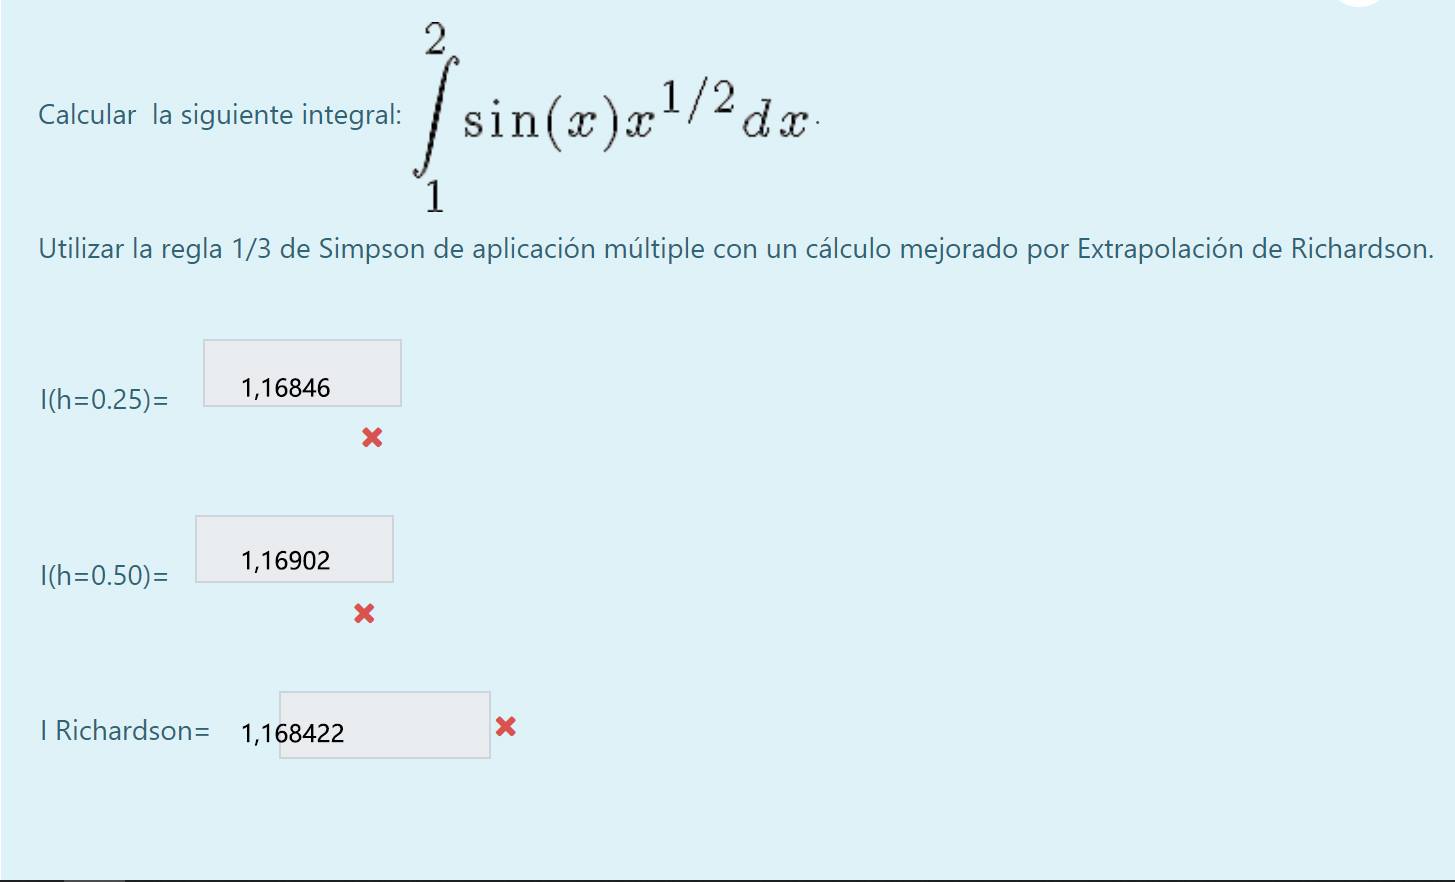 Calcular la siguiente integral: \int_{1}^{2} \sin(x) x^{1/2} dx.
Utilizar la regla 1/3 de Simpson de aplicación múltiple con un cálculo mejorado por Extrapolación de Richardson.
I(h=0.25)= 1,16846
I(h=0.50)= 1,16902
I Richardson= 1,168422